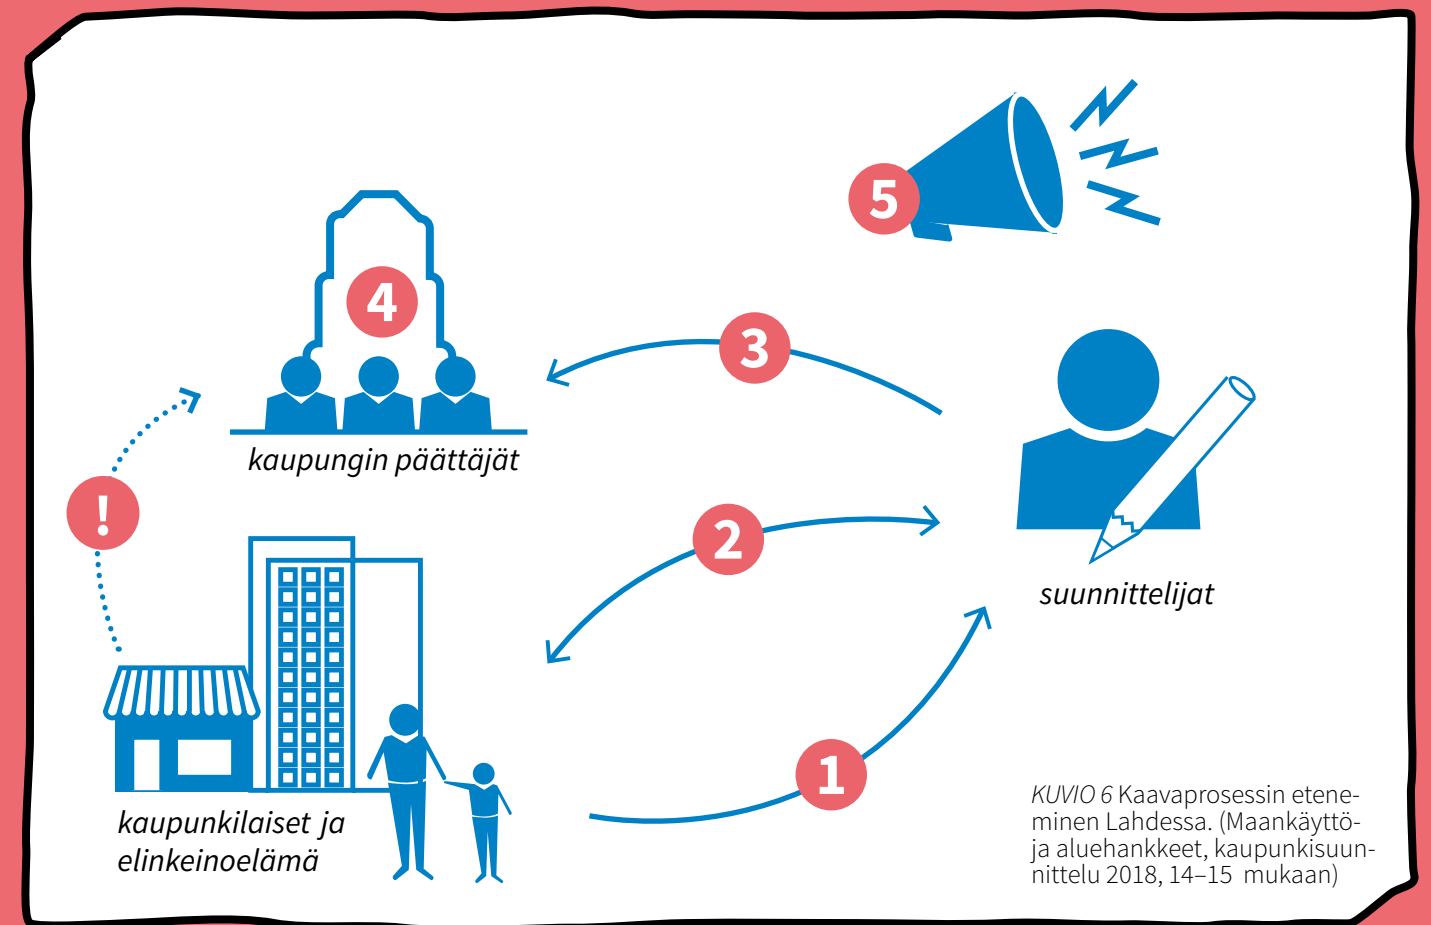 5
4
3
kaupungin päättäjät
!
2
suunnittelijat
1
kaupunkilaiset ja
elinkeinoelämä
KUVIO 6 Kaavaprosessin etene-
minen Lahdessa. (Maankäyttö-
ja aluehankkeet, kaupunkisuun-
nittelu 2018, 14–15 mukaan)